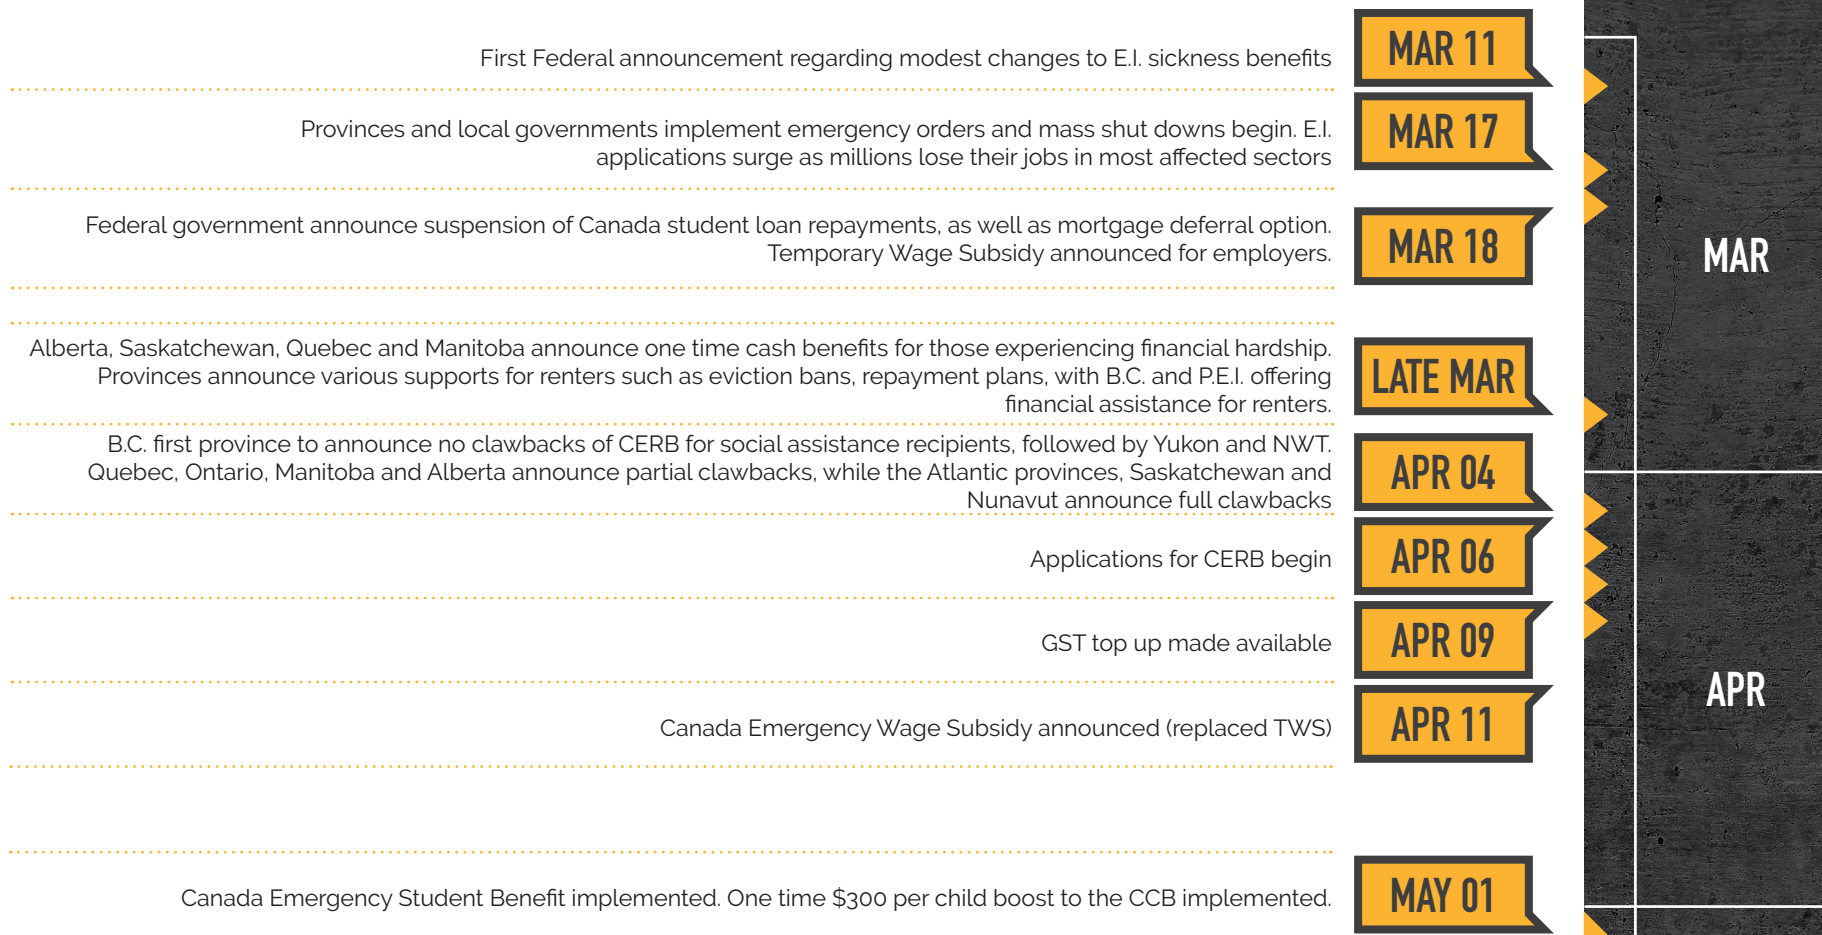 First Federal announcement regarding modest changes to E.I. sickness benefits
MAR 11
Provinces and local governments implement emergency orders and mass shut downs begin. E.I.
applications surge as millions lose their jobs in most affected sectors
MAR 17
Federal government announce suspension of Canada student loan repayments, as well as mortgage deferral option.
Temporary Wage Subsidy announced for employers.
MAR 18
MAR
Alberta, Saskatchewan, Quebec and Manitoba announce one time cash benefits for those experiencing financial hardship.
Provinces announce various supports for renters such as eviction bans, repayment plans, with B.C. and P.E.I. offering
financial assistance for renters.
LATE MAR
B.C. first province to announce no clawbacks of CERB for social assistance recipients, followed by Yukon and NWT.
Quebec, Ontario, Manitoba and Alberta announce partial clawbacks, while the Atlantic provinces, Saskatchewan and
Nunavut announce full clawbacks
APR 04
Applications for CERB begin
APR 06
GST top up made available
APR 09
APR
Canada Emergency Wage Subsidy announced (replaced TWS)
APR 11
Canada Emergency Student Benefit implemented. One time $300 per child boost to the CCB implemented.
MAY 01